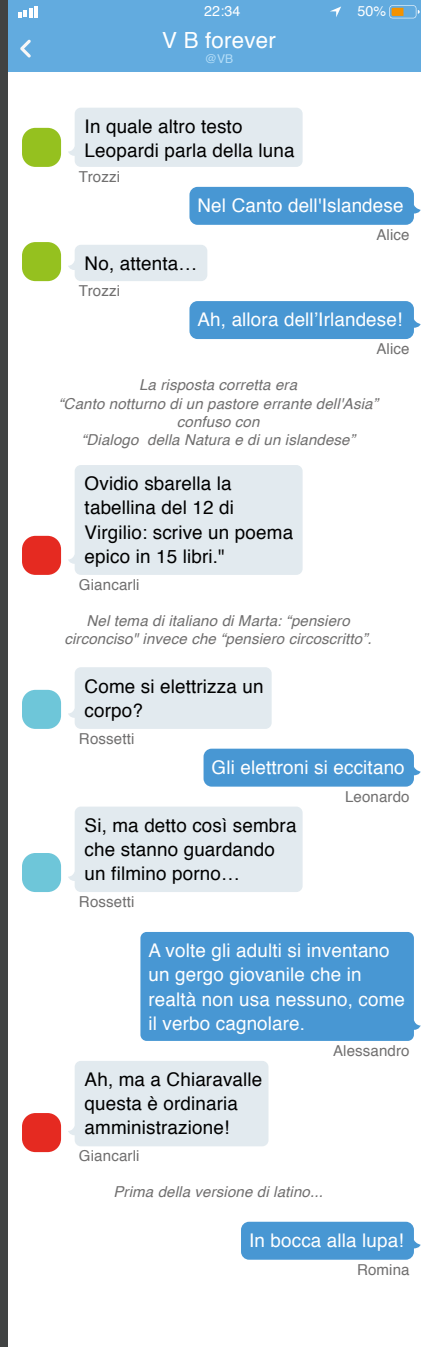 22:34
50%
V B forever
@VB
In quale altro testo
Leopardi parla della luna
Trozzi
Nel Canto dell'Islandese
Alice
No, attenta…
Trozzi
Ah, allora dell’Irlandese!
Alice
La risposta corretta era
“Canto notturno di un pastore errante dell'Asia”
confuso con
“Dialogo della Natura e di un islandese”
Ovidio sbarella la
tabellina del 12 di
Virgilio: scrive un poema
epico in 15 libri."
Giancarli
Nel tema di italiano di Marta: “pensiero
circonciso" invece che “pensiero circoscritto”.
Come si elettrizza un
corpo?
Rossetti
Gli elettroni si eccitano
Leonardo
Si, ma detto così sembra
che stanno guardando
un filmino porno…
Rossetti
A volte gli adulti si inventano
un gergo giovanile che in
realtà non usa nessuno, come
il verbo cagnolare.
Alessandro
Ah, ma a Chiaravalle
questa è ordinaria
amministrazione!
Giancarli
Prima della versione di latino...
In bocca alla lupa!
Romina